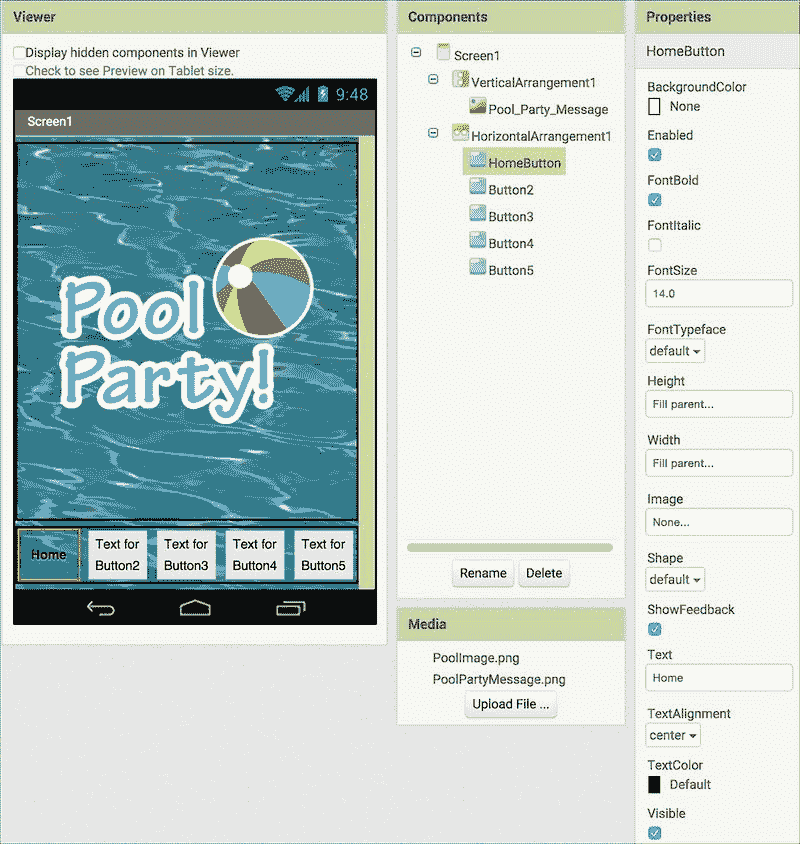 Viewer
Display hidden components in Viewer
Check to see Preview on Tablet size.
9:48
Screen1
Pool
Party!
Home
Text for Button2
Text for Button3
Text for Button4
Text for Button5
Components
Screen1
VerticalArrangement1
Pool_Party_Message
HorizontalArrangement1
HomeButton
Button2
Button3
Button4
Button5
Rename
Delete
Media
PoolImage.png
PoolPartyMessage.png
Upload File ...
Properties
HomeButton
BackgroundColor
None
Enabled
FontBold
FontItalic
FontSize
14.0
FontTypeface
default
Height
Fill parent...
Width
Fill parent...
Image
None...
Shape
default
ShowFeedback
Text
Home
TextAlignment
center
TextColor
Default
Visible